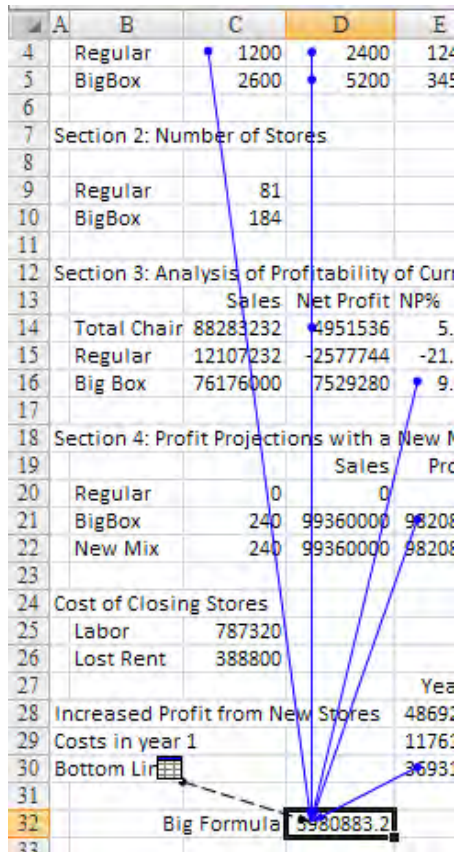 A B C D E
4 Regular 1200 2400 124
5 BigBox 2600 5200 345
6
7 Section 2: Number of Stores
8
9 Regular 81
10 BigBox 184
11
12 Section 3: Analysis of Profitability of Curr
13 Sales Net Profit NP%
14 Total Chair 88283232 4951536 5.
15 Regular 12107232 -2577744 -21.
16 Big Box 76176000 7529280 9.
17
18 Section 4: Profit Projections with a New M
19 Sales Pro
20 Regular 0 0
21 BigBox 240 99360000 98208
22 New Mix 240 99360000 98208
23
24 Cost of Closing Stores
25 Labor 787320
26 Lost Rent 388800
27 Yea
28 Increased Profit from New Stores 48692
29 Costs in year 1 11761
30 Bottom Lin 36931
31
32 Big Formula 5980883.2
33